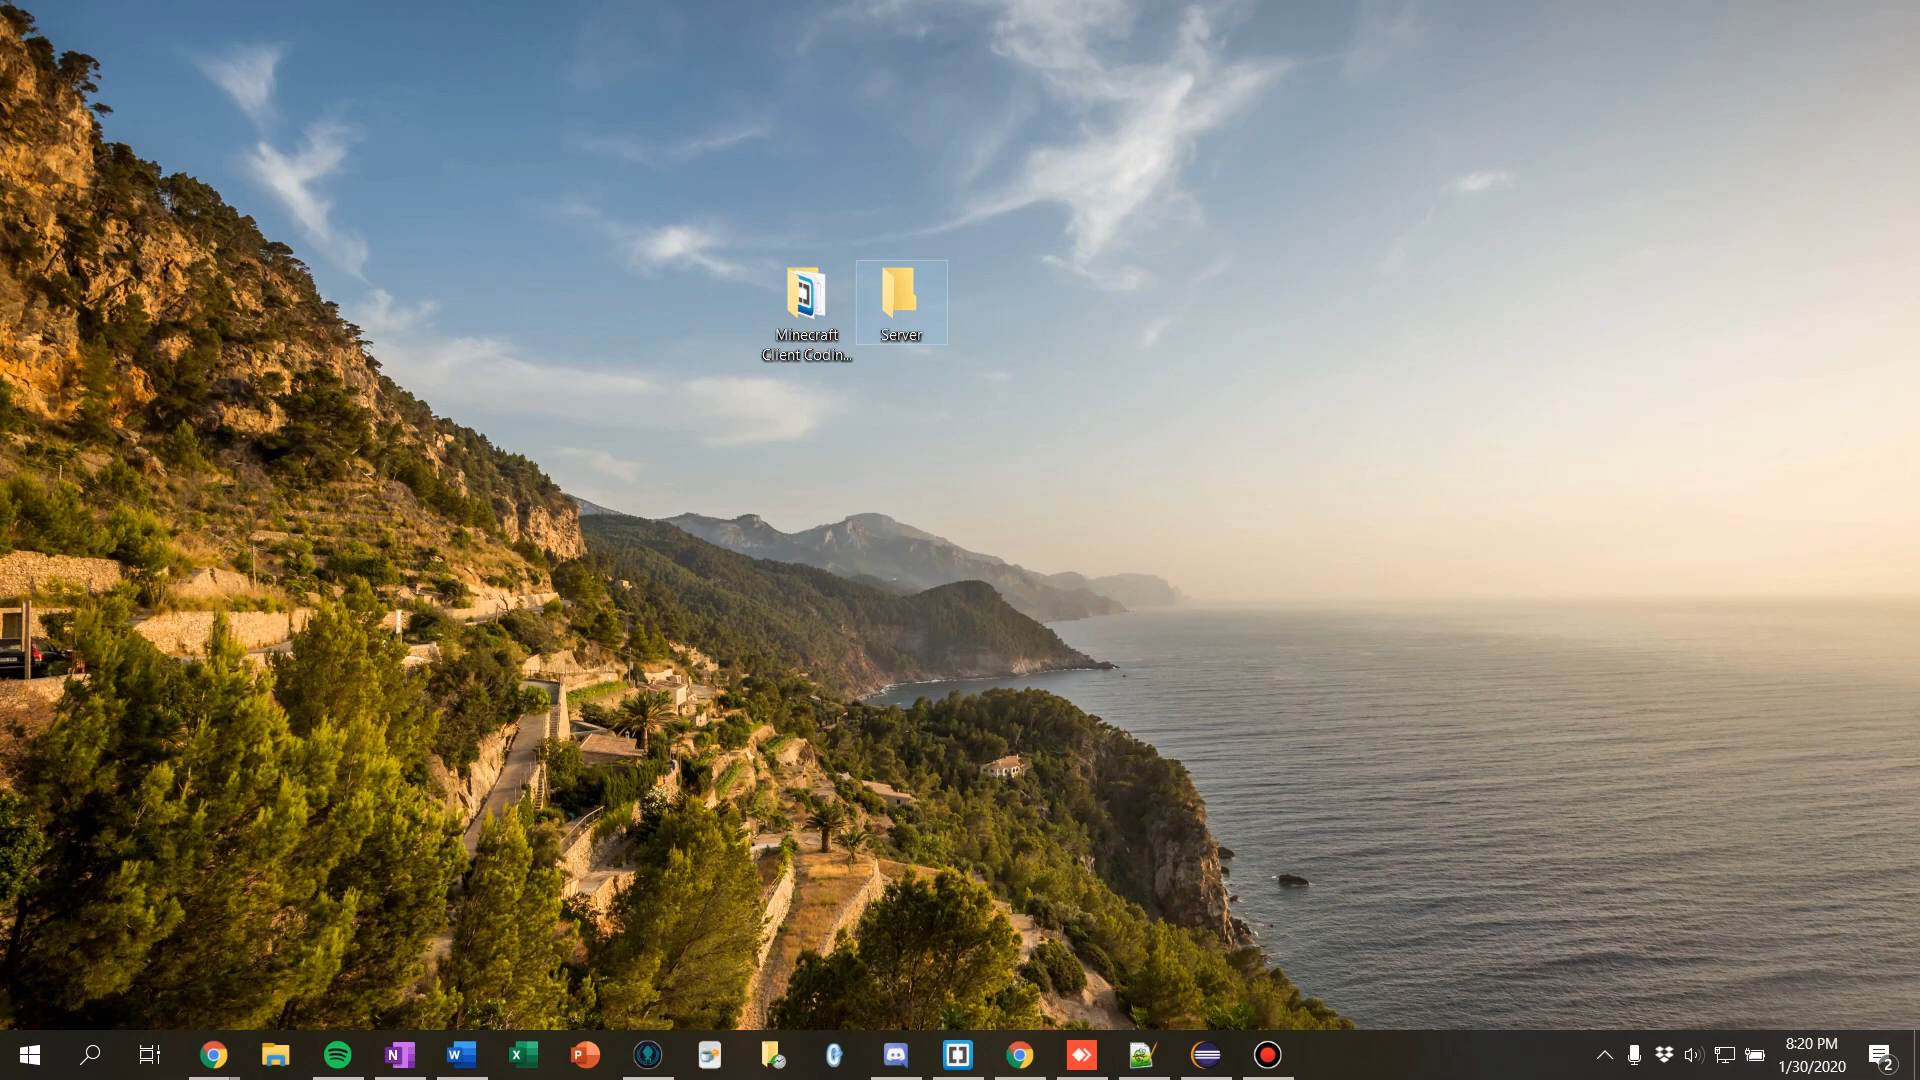 Minecraft
Client Codin...
Server
N
W
X
P
8:20 PM
1/30/2020
2